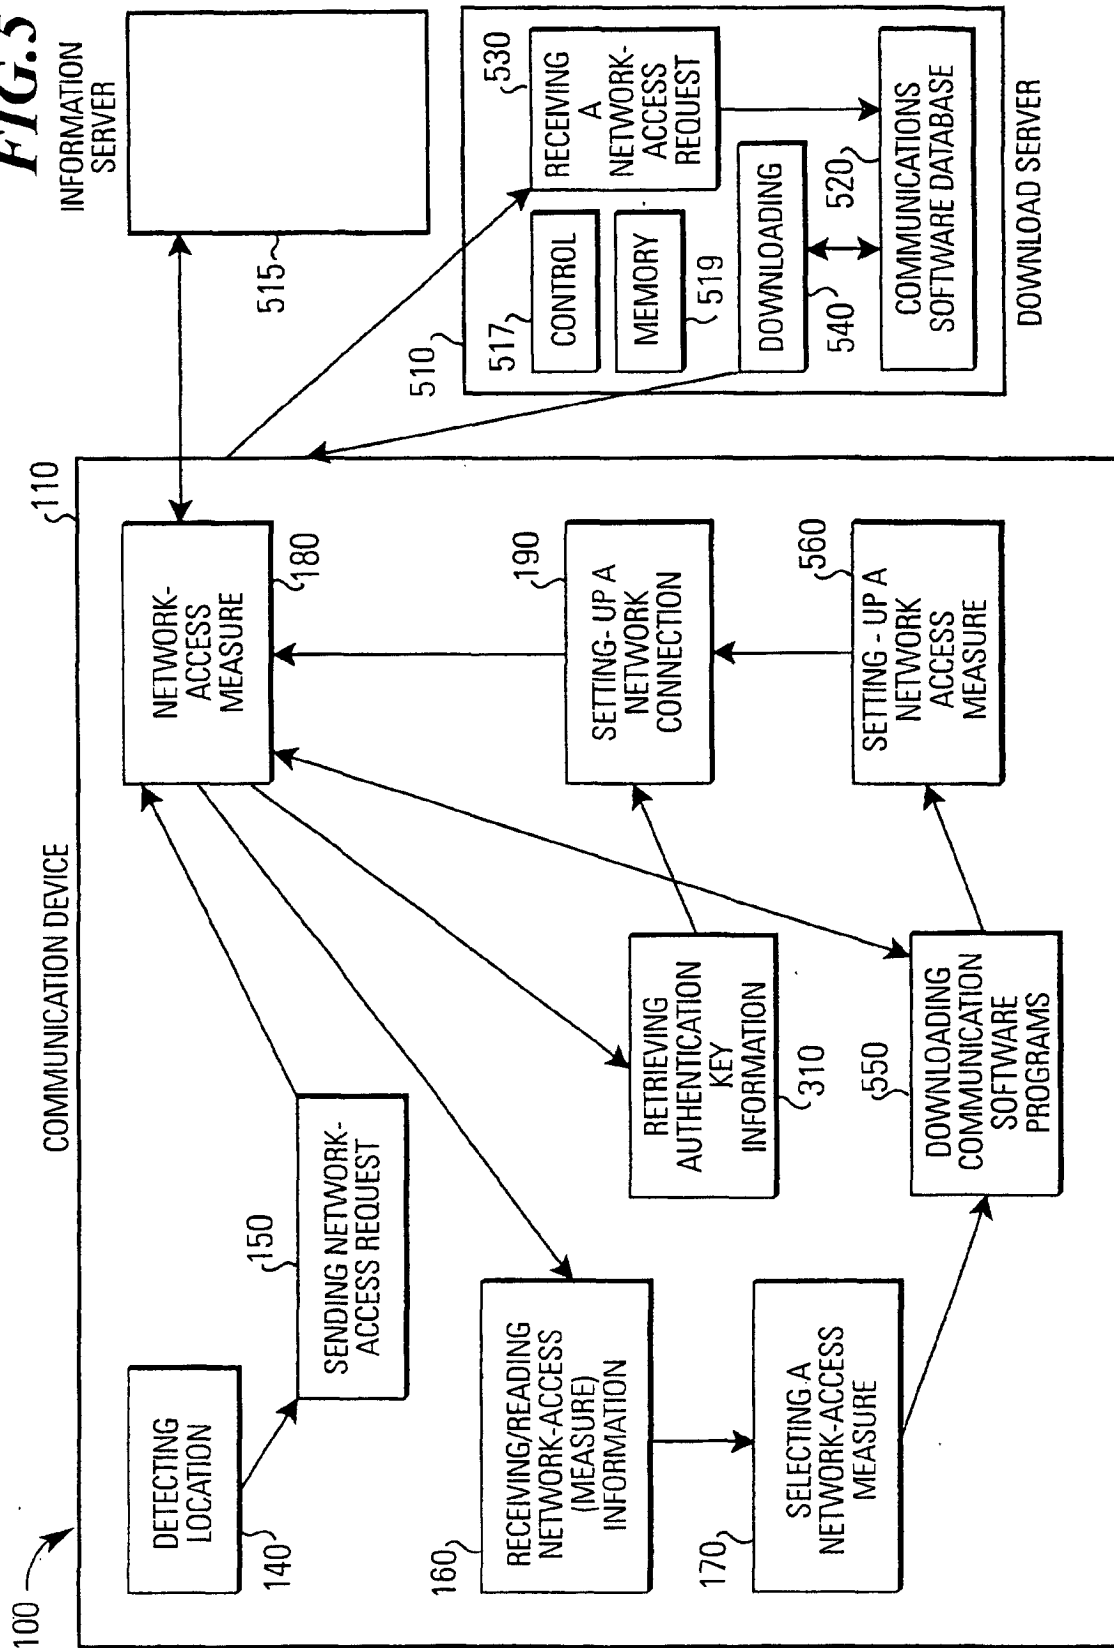 FIG.5
100
COMMUNICATION DEVICE
110
DETECTING
LOCATION
140
150
SENDING NETWORK-
ACCESS REQUEST
NETWORK-
ACCESS
MEASURE
180
160
RECEIVING/READING
NETWORK-ACCESS
(MEASURE)
INFORMATION
RETRIEVING
AUTHENTICATION
KEY
INFORMATION
310
190
SETTING- UP A
NETWORK
CONNECTION
170
SELECTING A
NETWORK-ACCESS
MEASURE
550
DOWNLOADING
COMMUNICATION
SOFTWARE
PROGRAMS
560
SETTING - UP A
NETWORK
ACCESS
MEASURE
INFORMATION
SERVER
515
510
517
CONTROL
MEMORY
519
530
RECEIVING
A
NETWORK-
ACCESS
REQUEST
DOWNLOADING
540
520
COMMUNICATIONS
SOFTWARE DATABASE
DOWNLOAD SERVER